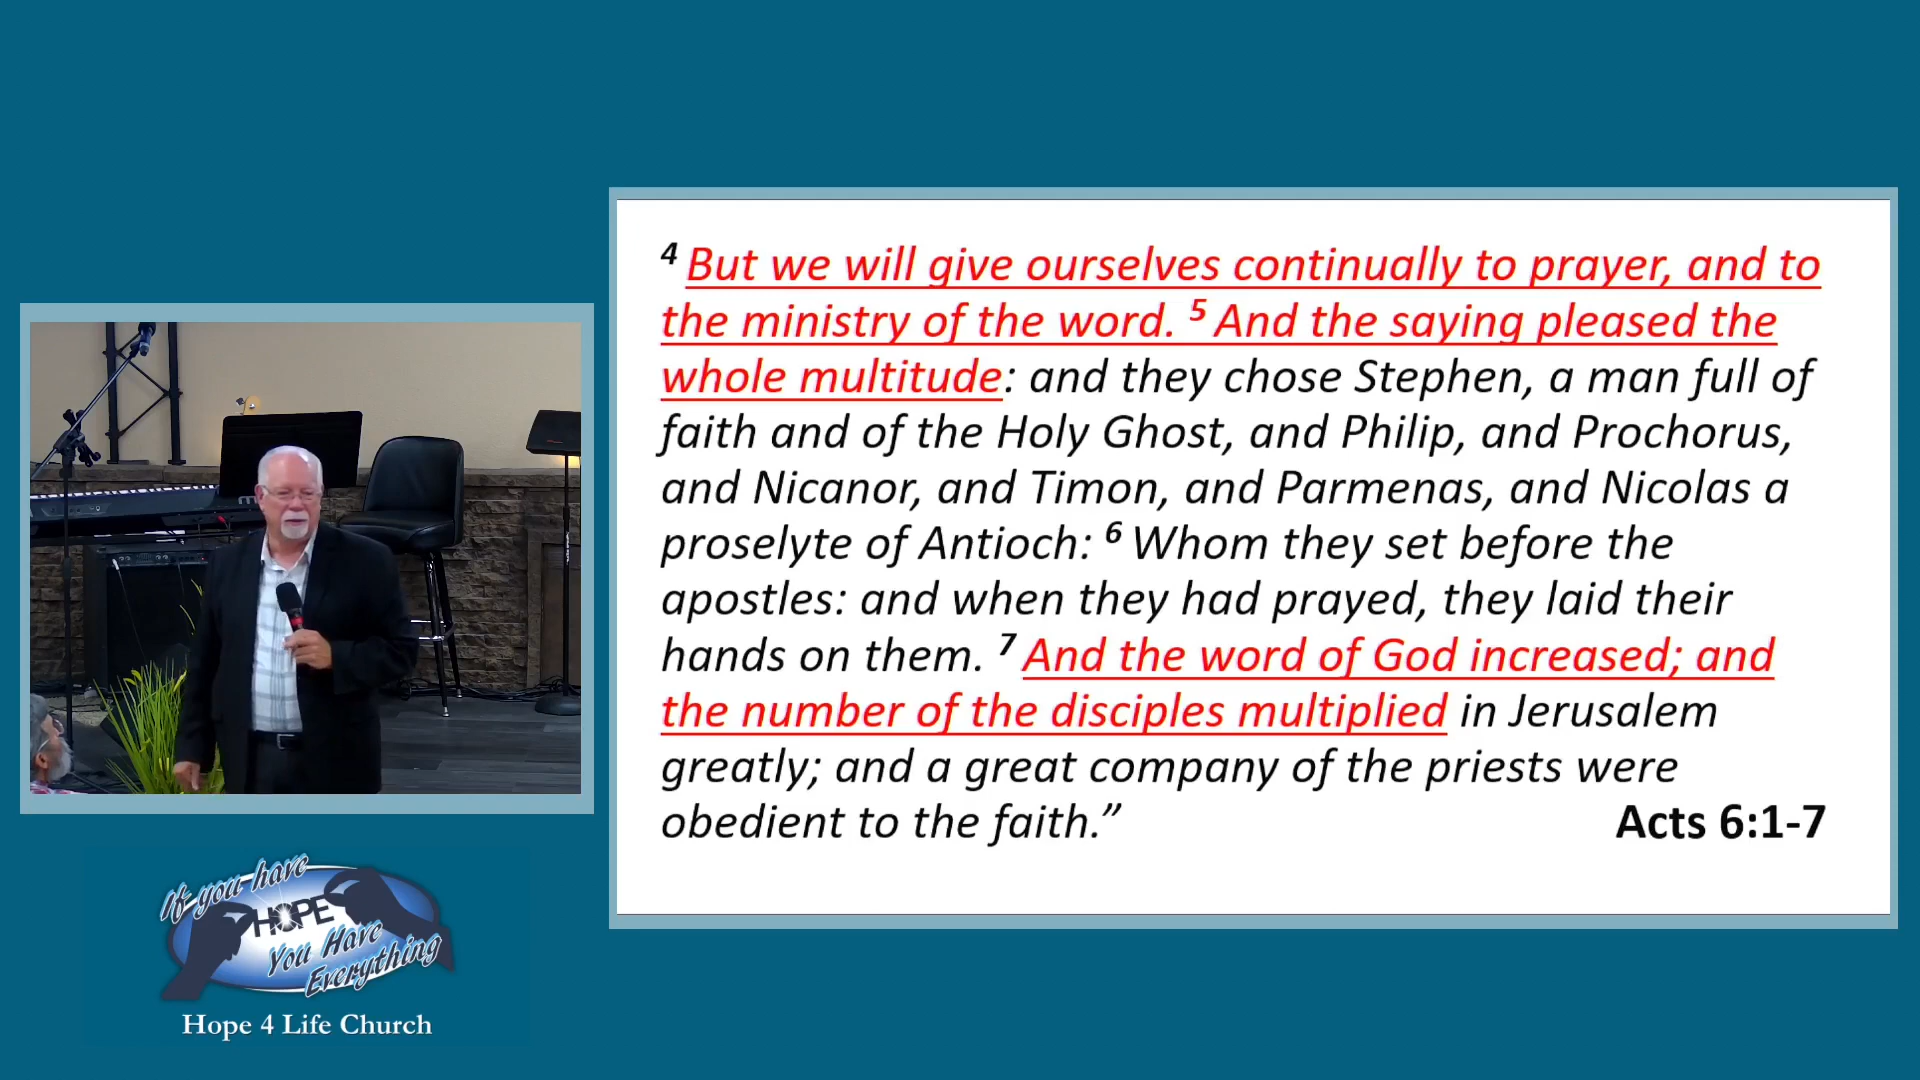 4 But we will give ourselves continually to prayer, and to
the ministry of the word. 5 And the saying pleased the
whole multitude: and they chose Stephen, a man full of
faith and of the Holy Ghost, and Philip, and Prochorus,
and Nicanor, and Timon, and Parmenas, and Nicolas a
proselyte of Antioch: 6 Whom they set before the
apostles: and when they had prayed, they laid their
hands on them. 7 And the word of God increased; and
the number of the disciples multiplied in Jerusalem
greatly; and a great company of the priests were
obedient to the faith.” Acts 6:1-7
If you have
HOPE
You Have
Everything
Hope 4 Life Church